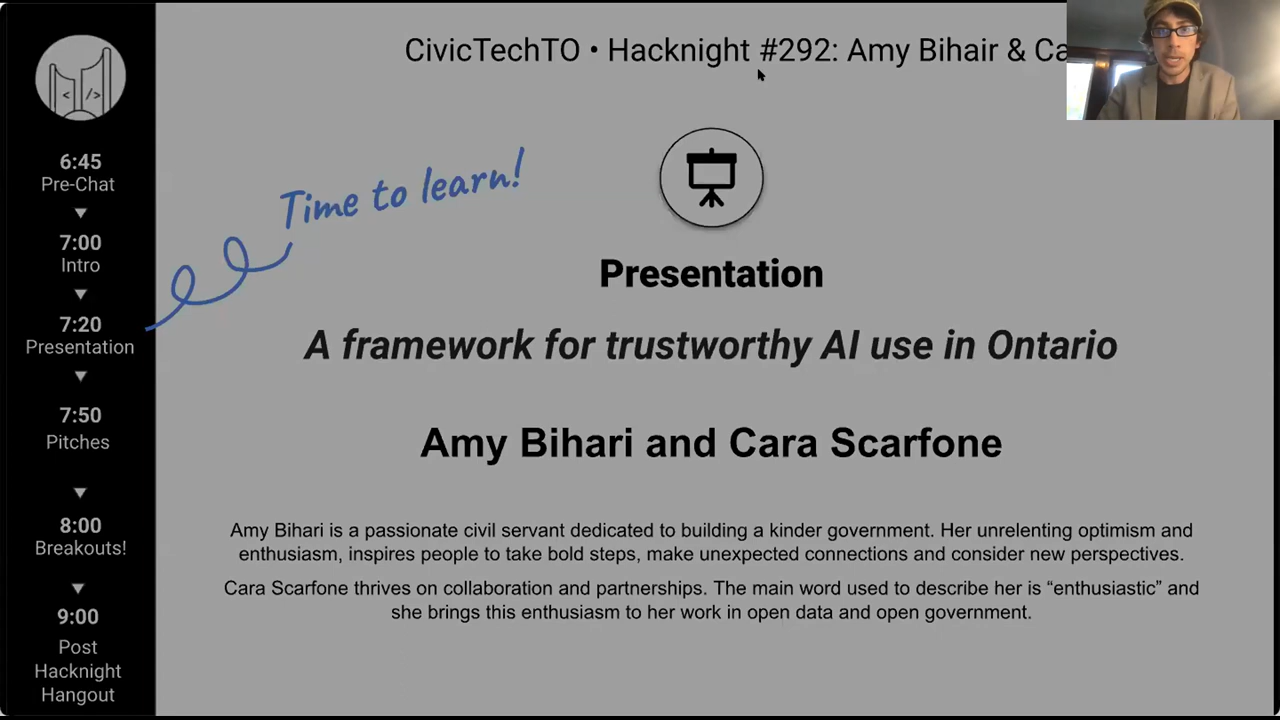 CivicTechTO • Hacknight #292: Amy Bihair & Ca
< />
6:45
Pre-Chat
7:00
Intro
7:20
Presentation
7:50
Pitches
8:00
Breakouts!
9:00
Post
Hacknight
Hangout
Time to learn!
Presentation
A framework for trustworthy AI use in Ontario
Amy Bihari and Cara Scarfone
Amy Bihari is a passionate civil servant dedicated to building a kinder government. Her unrelenting optimism and
enthusiasm, inspires people to take bold steps, make unexpected connections and consider new perspectives.
Cara Scarfone thrives on collaboration and partnerships. The main word used to describe her is “enthusiastic” and
she brings this enthusiasm to her work in open data and open government.